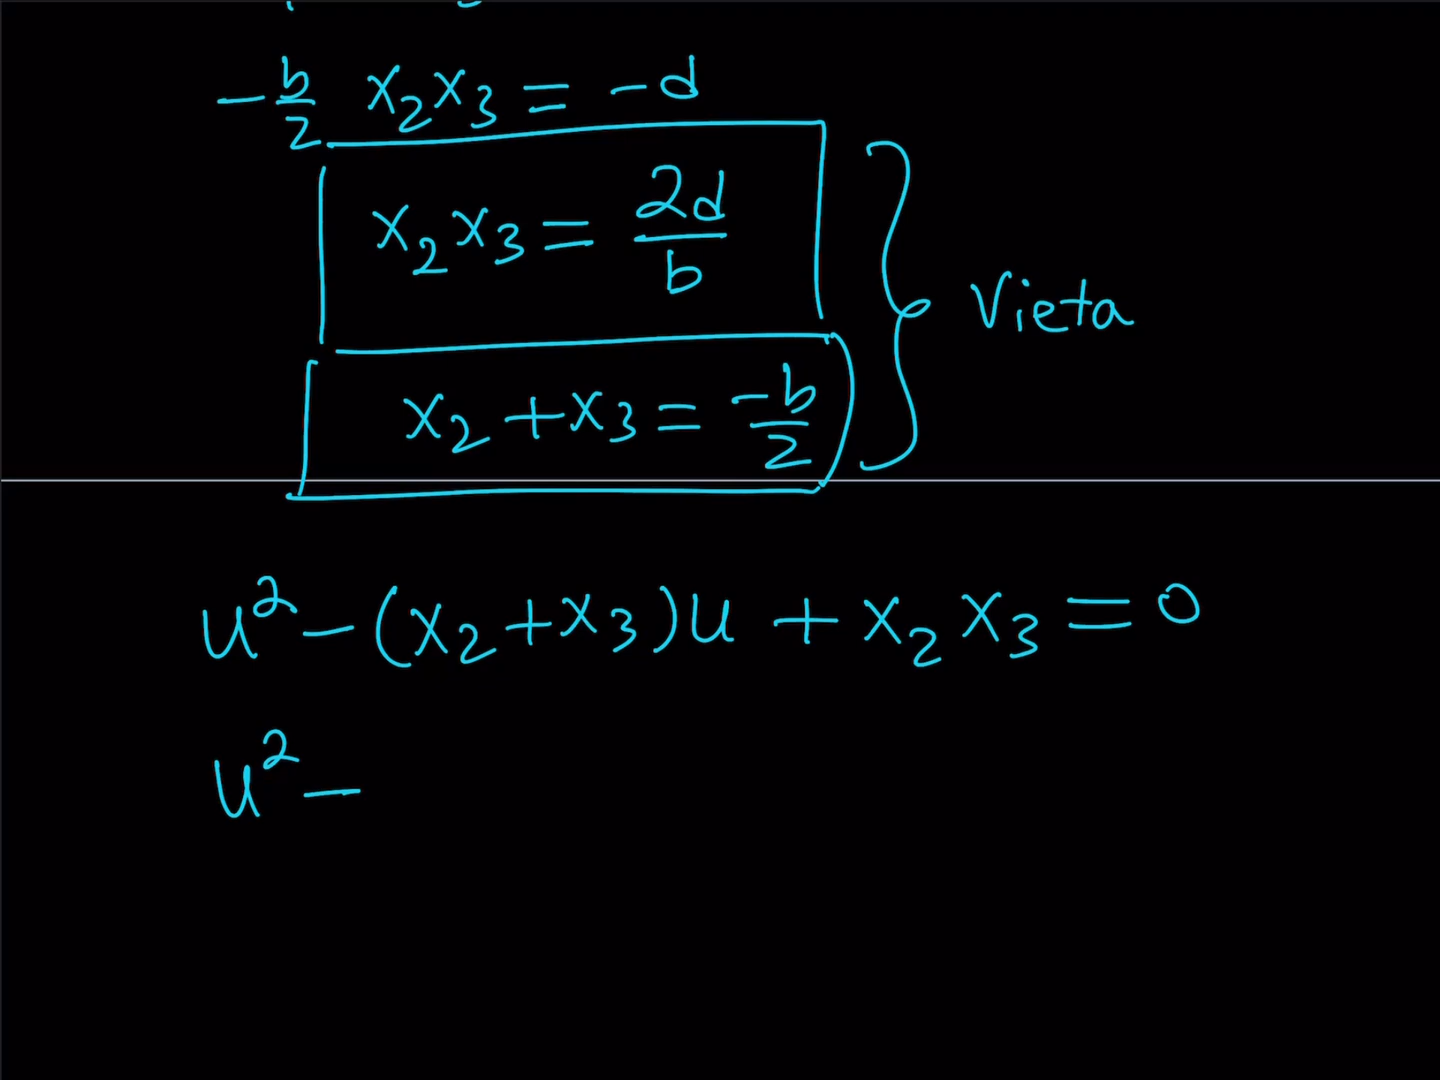 -b/2 x₂x₃ = -d
x₂x₃ = 2d/b
Vieta
x₂ + x₃ = -b/2
u² - (x₂ + x₃)u + x₂x₃ = 0
u² -